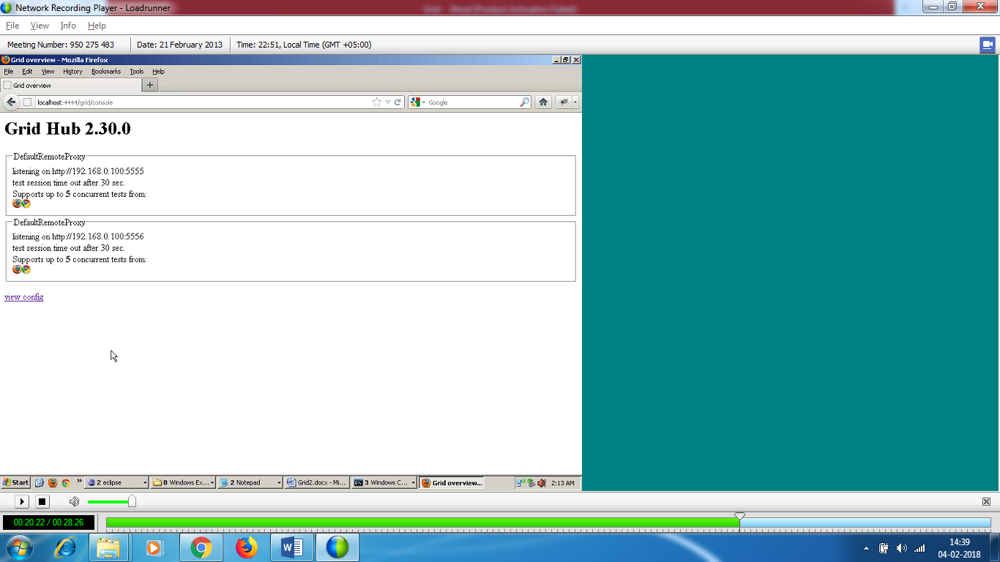 Network Recording Player - Loadrunner
File View Info Help
Meeting Number: 950 275 483 Date: 21 February 2013 Time: 22:51, Local Time (GMT +05:00)
Grid overview - Mozilla Firefox
File Edit View History Bookmarks Tools Help
Grid overview
localhost:4444/grid/console Google
Grid Hub 2.30.0
DefaultRemoteProxy
listening on http://192.168.0.100:5555
test session time out after 30 sec.
Supports up to 5 concurrent tests from:
DefaultRemoteProxy
listening on http://192.168.0.100:5556
test session time out after 30 sec.
Supports up to 5 concurrent tests from:
view config
Start 2 eclipse 8 Windows Ex... 2 Notepad Grid2.docx - Mi... 3 Windows C... Grid overview... 2:13 AM
00:20:22 / 00:28:26
14:39
04-02-2018